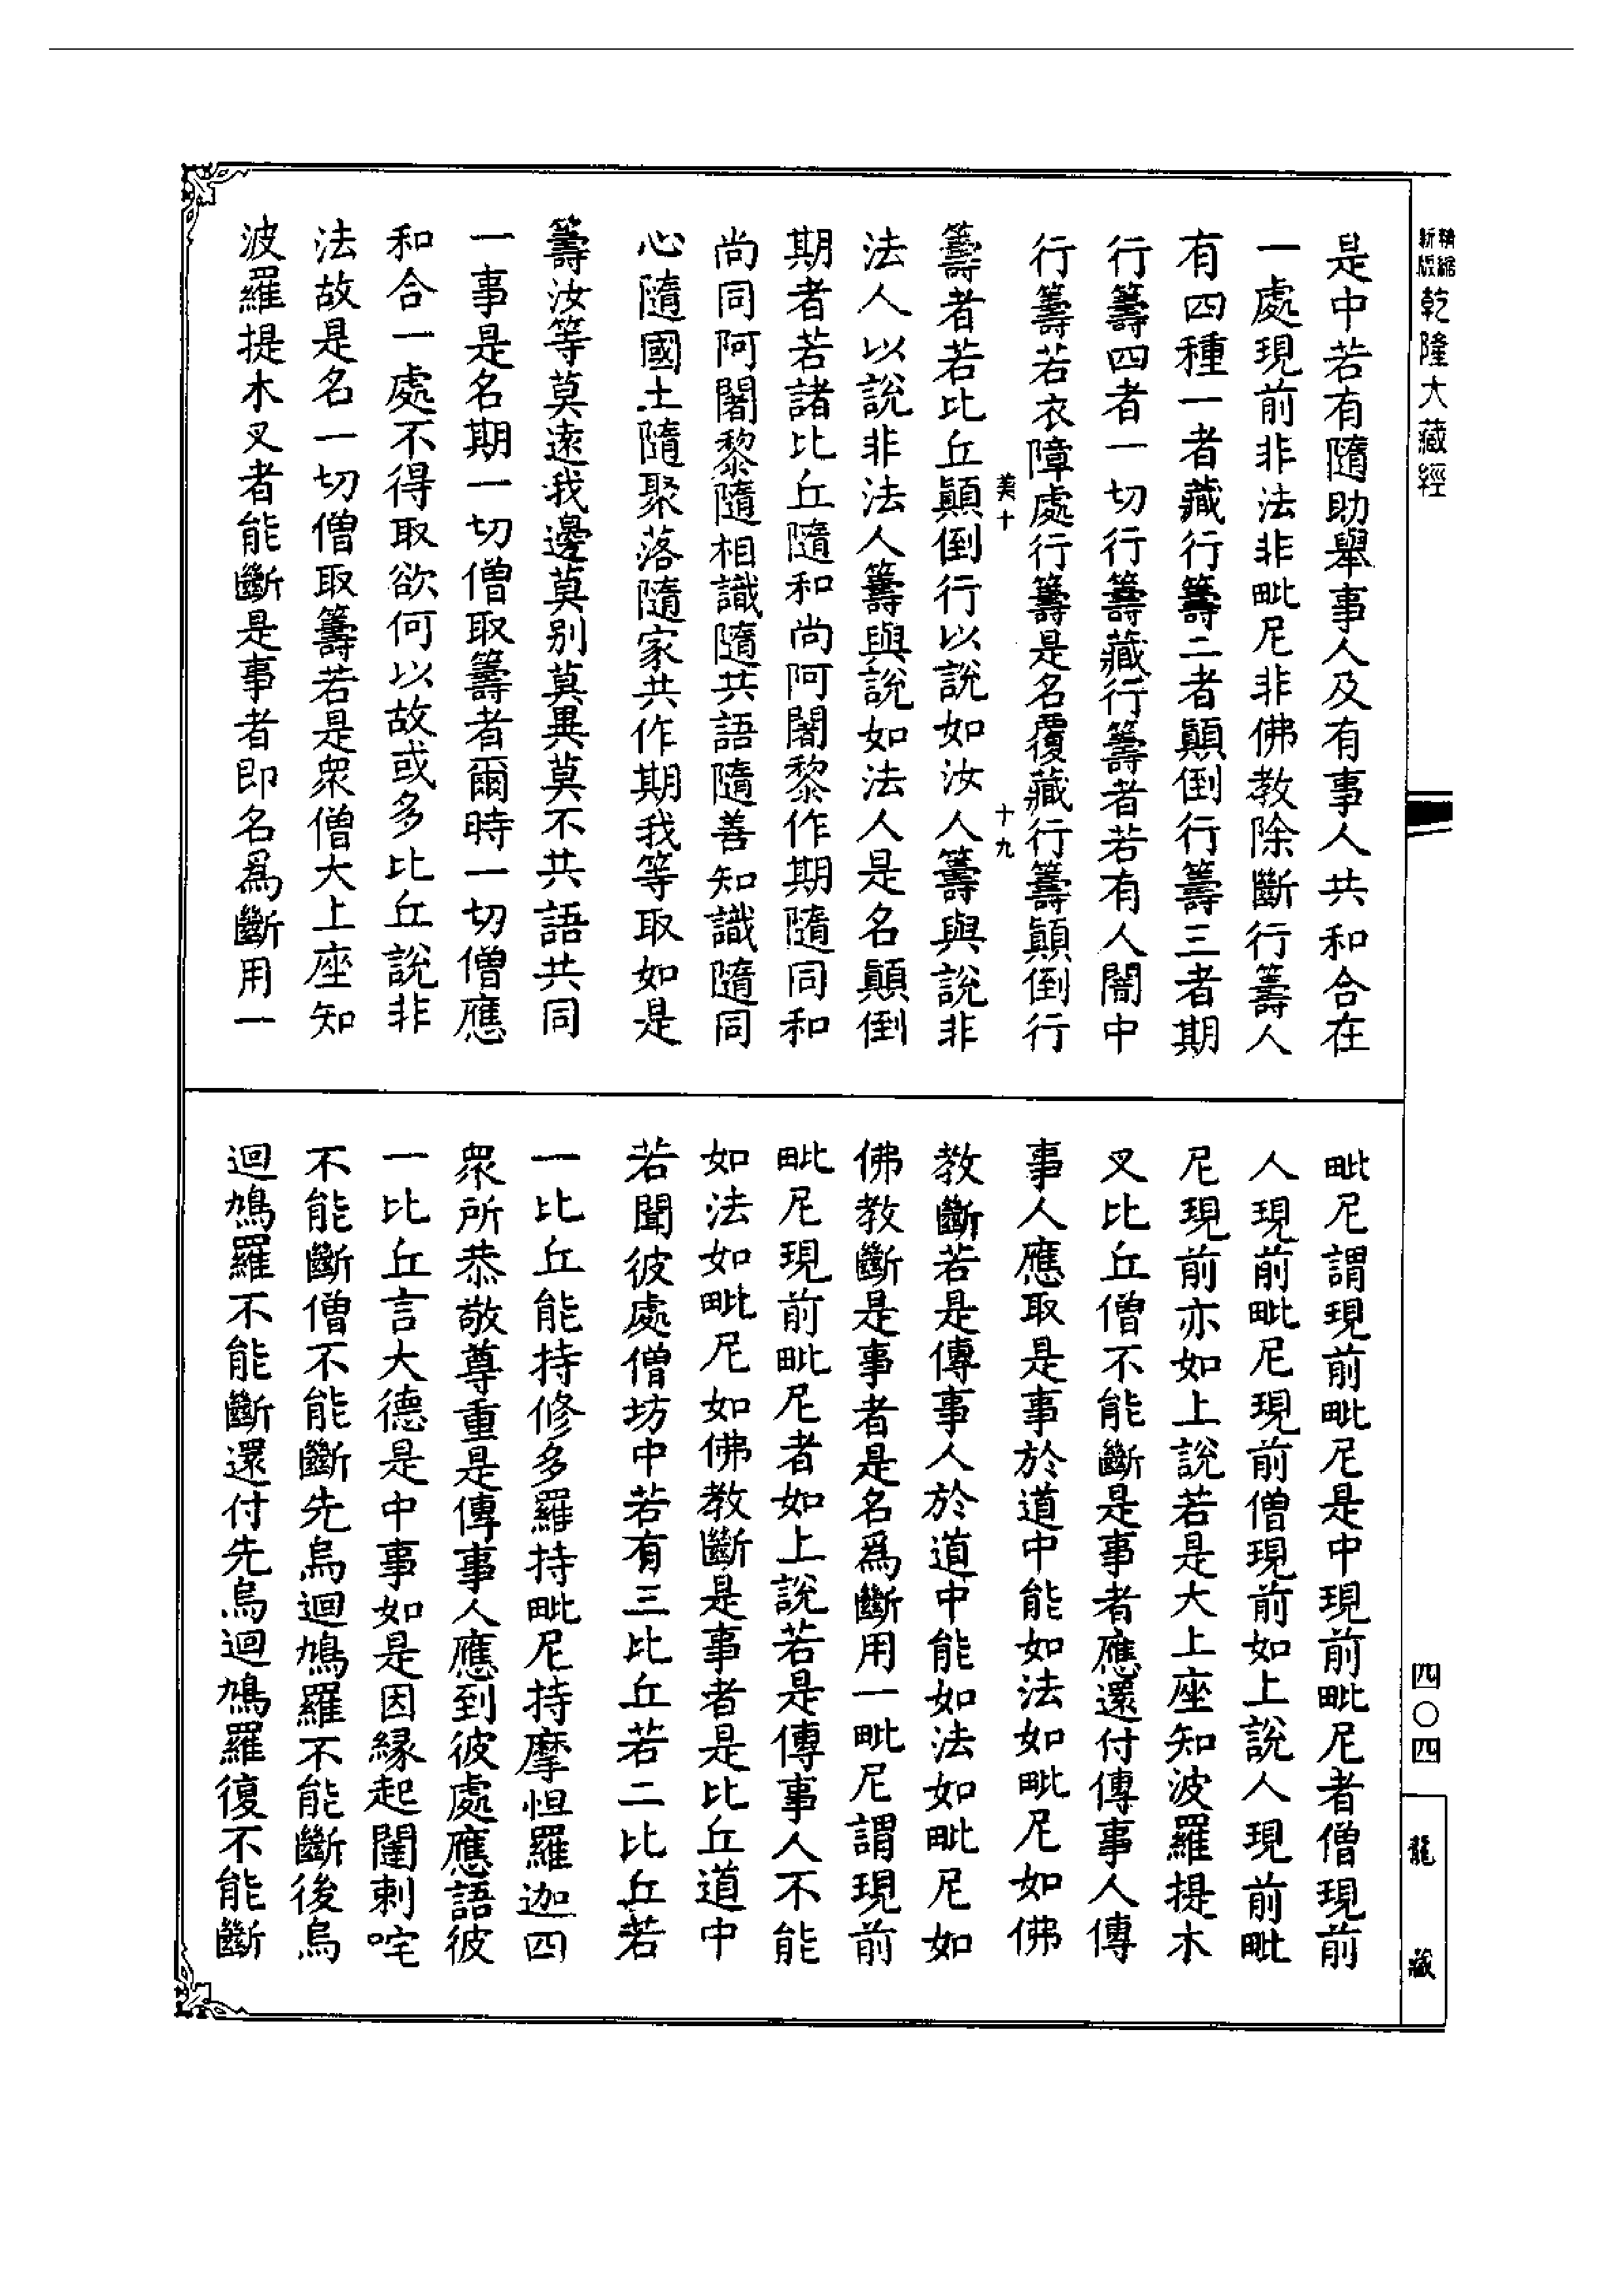 新版精縮乾隆大藏經
是中若有隨助舉事人及有事人共和合在
一處現前非法非毗尼非佛教除斷行籌人
有四種一者藏行籌二者顛倒行籌三者期
行籌四者一切行籌藏行籌者若有人闇中
行籌若衣障處行籌是名覆藏行籌顛倒行
美十 十九
籌者若比丘顛倒行以說如汝人籌與說非
法人以說非法人籌與說如法人是名顛倒
期者若諸比丘隨和尚阿闍黎作期隨同和
尚同阿闍黎隨相識隨共語隨善知識隨同
心隨國土隨聚落隨家共作期我等取如是
籌汝等莫遠我邊莫別莫異莫不共語共同
一事是名期一切僧取籌者爾時一切僧應
和合一處不得取欲何以故或多比丘說非
法故是名一切僧取籌若是眾僧大上座知
波羅提木叉者能斷是事者即名為斷用一
毗尼謂現前毗尼是中現前毗尼者僧現前
人現前毗尼現前僧現前如上說人現前毗
尼現前亦如上說若是大上座知波羅提木
叉比丘僧不能斷是事者應還付傳事人傳
事人應取是事於道中能如法如毗尼如佛
教斷若是傳事人於道中能如法如毗尼如
佛教斷是事者是名為斷用一毗尼謂現前
毗尼現前毗尼者如上說若是傳事人不能
如法如毗尼如佛教斷是事者是比丘道中
若聞彼處僧坊中若有三比丘若二比丘若
一比丘能持修多羅持毗尼持摩怛羅迦四
眾所恭敬尊重是傳事人應到彼處應語彼
一比丘言大德是中事如是因緣起闥剌咤
不能斷僧不能斷先烏迴鳩羅不能斷後烏
迴鳩羅不能斷還付先烏迴鳩羅復不能斷
四〇四
龍藏